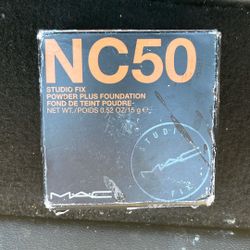 NC50
STUDIO FIX
POWDER PLUS FOUNDATION
FOND DE TEINT POUDRE+
NET WT./POIDS 0.52 OZ/15 g ℮
STUDIO
FIX
MAC